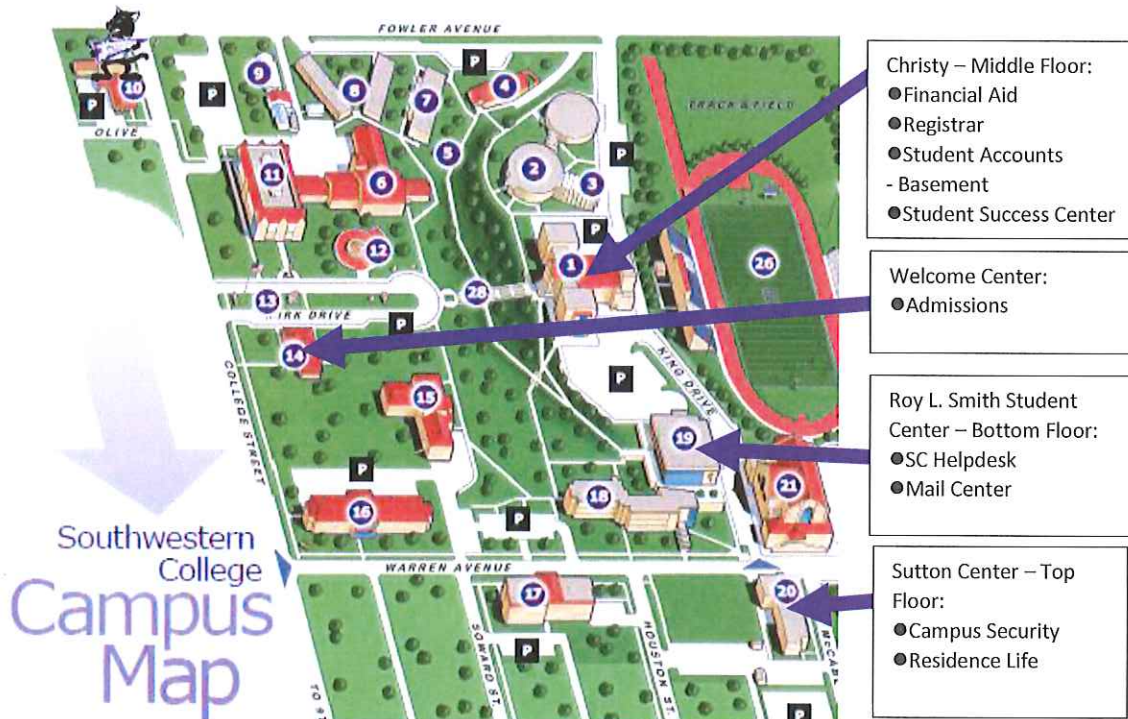 FOWLER AVENUE
P
4
9
8
7
10
P
P
OLIVE
TRACK & FIELD
5
2
P
11
6
3
12
P
1
26
13
28
KIRK DRIVE
P
14
COLLEGE STREET
KING DRIVE
P
15
19
P
16
18
P
21
WARREN AVENUE
17
20
SOWARD ST.
P
HOUSTON ST.
P
Southwestern
College
Campus
Map
Christy – Middle Floor:
●Financial Aid
●Registrar
●Student Accounts
- Basement
●Student Success Center
Welcome Center:
●Admissions
Roy L. Smith Student
Center – Bottom Floor:
●SC Helpdesk
●Mail Center
Sutton Center – Top
Floor:
●Campus Security
●Residence Life